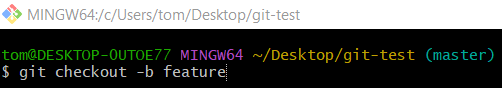 MINGW64:/c/Users/tom/Desktop/git-test
tom@DESKTOP-OUTOE77 MINGW64 ~/Desktop/git-test (master)
$ git checkout -b feature